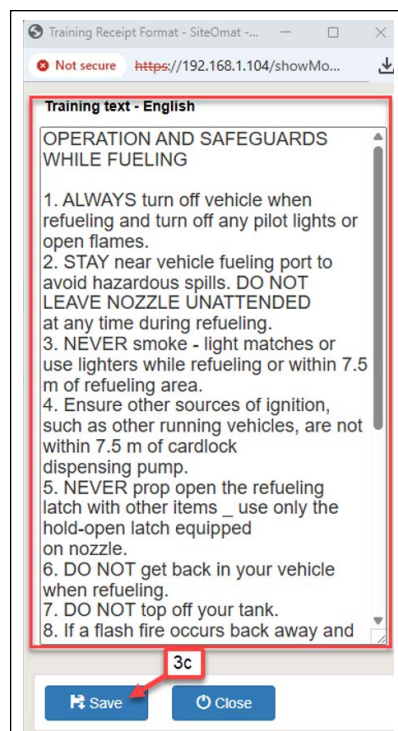 Training Receipt Format - SiteOmat -...
Not secure https://192.168.1.104/showMo...
Training text - English
OPERATION AND SAFEGUARDS
WHILE FUELING
1. ALWAYS turn off vehicle when
refueling and turn off any pilot lights or
open flames.
2. STAY near vehicle fueling port to
avoid hazardous spills. DO NOT
LEAVE NOZZLE UNATTENDED
at any time during refueling.
3. NEVER smoke - light matches or
use lighters while refueling or within 7.5
m of refueling area.
4. Ensure other sources of ignition,
such as other running vehicles, are not
within 7.5 m of cardlock
dispensing pump.
5. NEVER prop open the refueling
latch with other items _ use only the
hold-open latch equipped
on nozzle.
6. DO NOT get back in your vehicle
when refueling.
7. DO NOT top off your tank.
8. If a flash fire occurs back away and
3c
Save Close